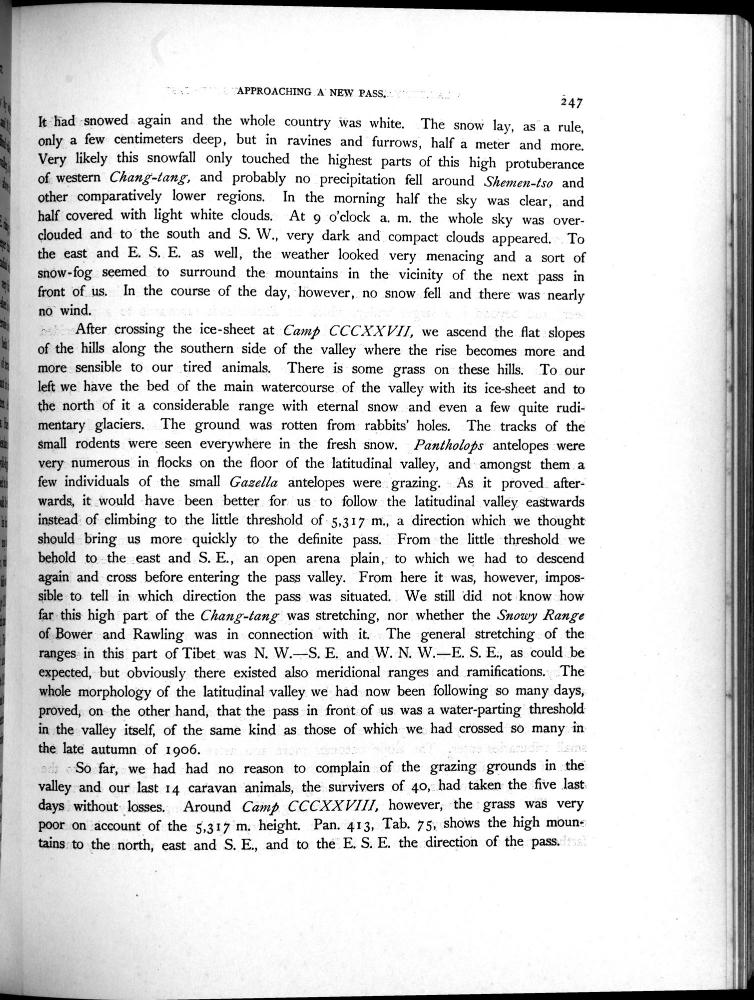 APPROACHING A NEW PASS.
247
It had snowed again and the whole country was white. The snow lay, as a rule,
only a few centimeters deep, but in ravines and furrows, half a meter and more.
Very likely this snowfall only touched the highest parts of this high protuberance
of western Chang-tang, and probably no precipitation fell around Shemen-tso and
other comparatively lower regions. In the morning half the sky was clear, and
half covered with light white clouds. At 9 o'clock a. m. the whole sky was over-
clouded and to the south and S. W., very dark and compact clouds appeared. To
the east and E. S. E. as well, the weather looked very menacing and a sort of
snow-fog seemed to surround the mountains in the vicinity of the next pass in
front of us. In the course of the day, however, no snow fell and there was nearly
no wind.
After crossing the ice-sheet at Camp CCCXXVII, we ascend the flat slopes
of the hills along the southern side of the valley where the rise becomes more and
more sensible to our tired animals. There is some grass on these hills. To our
left we have the bed of the main watercourse of the valley with its ice-sheet and to
the north of it a considerable range with eternal snow and even a few quite rudi-
mentary glaciers. The ground was rotten from rabbits' holes. The tracks of the
small rodents were seen everywhere in the fresh snow. Pantholops antelopes were
very numerous in flocks on the floor of the latitudinal valley, and amongst them a
few individuals of the small Gazella antelopes were grazing. As it proved after-
wards, it would have been better for us to follow the latitudinal valley eastwards
instead of climbing to the little threshold of 5,317 m., a direction which we thought
should bring us more quickly to the definite pass. From the little threshold we
behold to the east and S. E., an open arena plain, to which we had to descend
again and cross before entering the pass valley. From here it was, however, impos-
sible to tell in which direction the pass was situated. We still did not know how
far this high part of the Chang-tang was stretching, nor whether the Snowy Range
of Bower and Rawling was in connection with it. The general stretching of the
ranges in this part of Tibet was N. W.—S. E. and W. N. W.—E. S. E., as could be
expected, but obviously there existed also meridional ranges and ramifications. The
whole morphology of the latitudinal valley we had now been following so many days,
proved, on the other hand, that the pass in front of us was a water-parting threshold
in the valley itself, of the same kind as those of which we had crossed so many in
the late autumn of 1906.
So far, we had had no reason to complain of the grazing grounds in the
valley and our last 14 caravan animals, the survivers of 40, had taken the five last
days without losses. Around Camp CCCXXVIII, however, the grass was very
poor on account of the 5,317 m. height. Pan. 413, Tab. 75, shows the high moun-
tains to the north, east and S. E., and to the E. S. E. the direction of the pass.